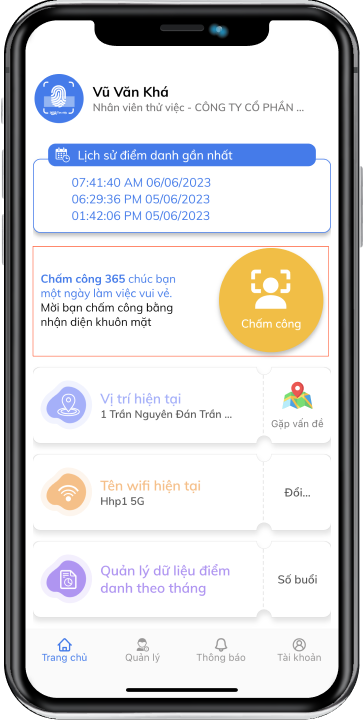 Vũ Văn Khá
Nhân viên thử việc - CÔNG TY CỔ PHẦN ...
Lịch sử điểm danh gần nhất
07:41:40 AM 06/06/2023
06:29:36 PM 05/06/2023
01:42:06 PM 05/06/2023
Chấm công 365 chúc bạn
một ngày làm việc vui vẻ.
Mời bạn chấm công bằng
nhận diện khuôn mặt
Chấm công
Vị trí hiện tại
1 Trần Nguyên Đán Trần ...
Gặp vấn đề
Tên wifi hiện tại
Hhp1 5G
Đổi...
Quản lý dữ liệu điểm
danh theo tháng
Số buổi
Trang chủ
Quản lý
Thông báo
Tài khoản